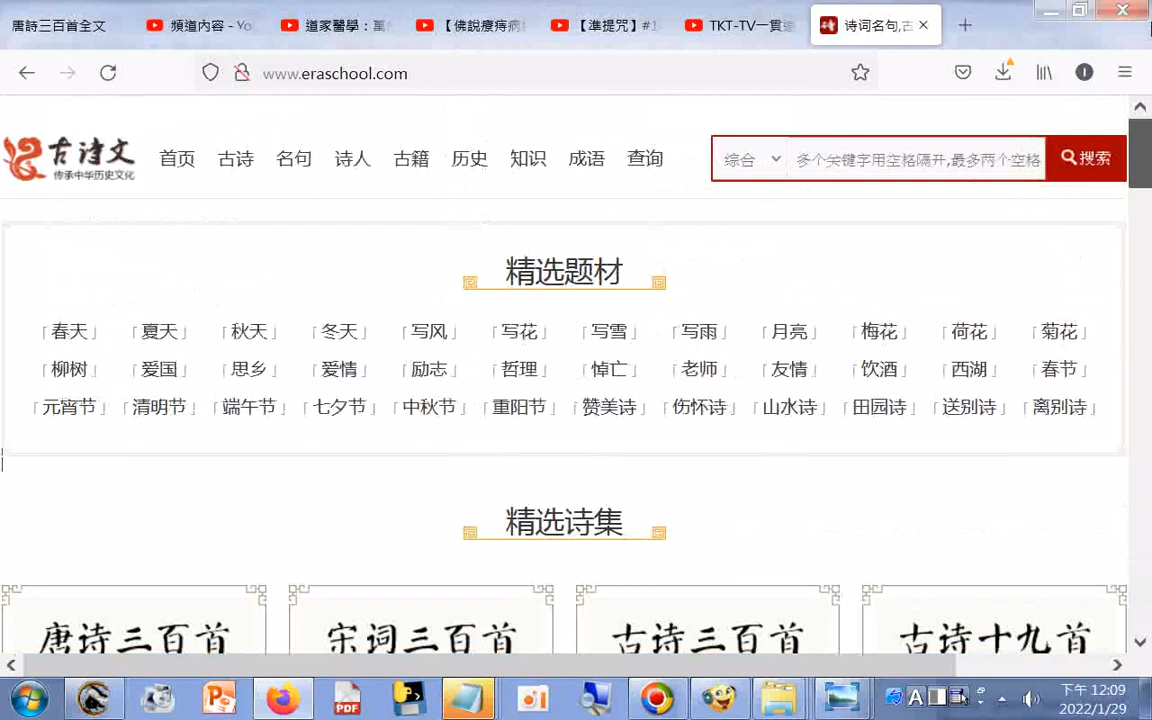 唐詩三百首全文
頻道内容 - Yo
道家醫學：
【佛說療痔病
【準提咒】#1
TKT-TV一貫道
诗词名句,古
www.eraschool.com
古诗文
传承中华历史文化
首页 古诗 名句 诗人 古籍 历史 知识 成语 查询
综合 多个关键字用空格隔开,最多两个空格 搜索
精选题材
「春天」 「夏天」 「秋天」 「冬天」 「写风」 「写花」 「写雪」 「写雨」 「月亮」 「梅花」 「荷花」 「菊花」
「柳树」 「爱国」 「思乡」 「爱情」 「励志」 「哲理」 「悼亡」 「老师」 「友情」 「饮酒」 「西湖」 「春节」
「元宵节」 「清明节」 「端午节」 「七夕节」 「中秋节」 「重阳节」 「赞美诗」 「伤怀诗」 「山水诗」 「田园诗」 「送别诗」 「离别诗」
精选诗集
唐诗三百首 宋词三百首 古诗三百首 古诗十九首
PDF
A
下午 12:09
2022/1/29